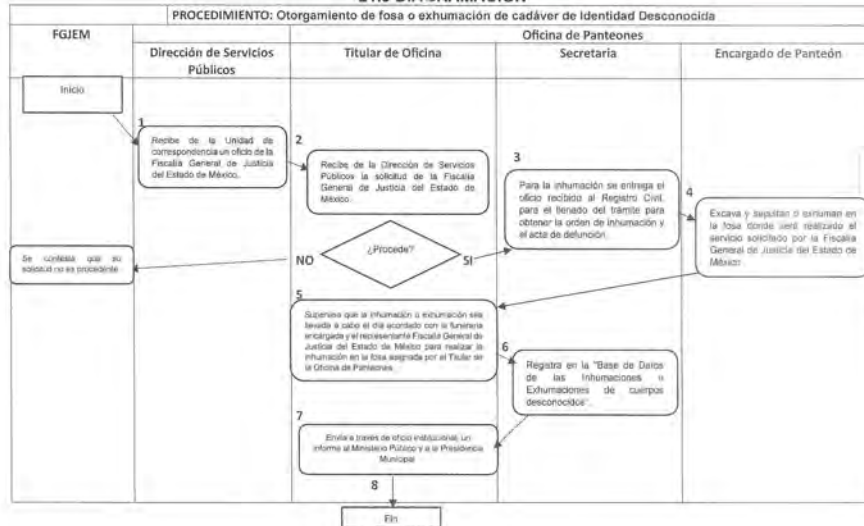 PROCEDIMIENTO: Otorgamiento de fosa o exhumación de cadáver de Identidad Desconocida
FGJEM
Oficina de Panteones
Dirección de Servicios
Públicos
Titular de Oficina
Secretaria
Encargado de Panteón
Inicio
1
Recibe de la Unidad de
correspondencia un oficio de la
Fiscalía General de Justicia
del Estado de México.
2
Recibe de la Dirección de Servicios
Públicos la solicitud de la Fiscalía
General de Justicia del Estado de
México.
3
Para la inhumación se entrega el
oficio recibido al Registro Civil,
para el llenado del trámite para
obtener la orden de inhumación y
el acta de defunción.
4
Excava y sepultan o exhuman en
la fosa donde será realizado el
servicio solicitado por la Fiscalía
General de Justicia del Estado de
México
¿Procede?
NO
SI
Se contesta que su
solicitud no es procedente
5
Supervisa que la inhumación o exhumación sea
llevada a cabo el día acordado con la funeraria
encargada y el representante Fiscalía General de
Justicia del Estado de México para realizar la
inhumación en la fosa asignada por el Titular de
la Oficina de Panteones.
6
Registra en la "Base de Datos
de las Inhumaciones o
Exhumaciones de cuerpos
desconocidos".
7
Envía a través de oficio institucional, un
informe al Ministerio Público y a la Presidencia
Municipal
8
Fin